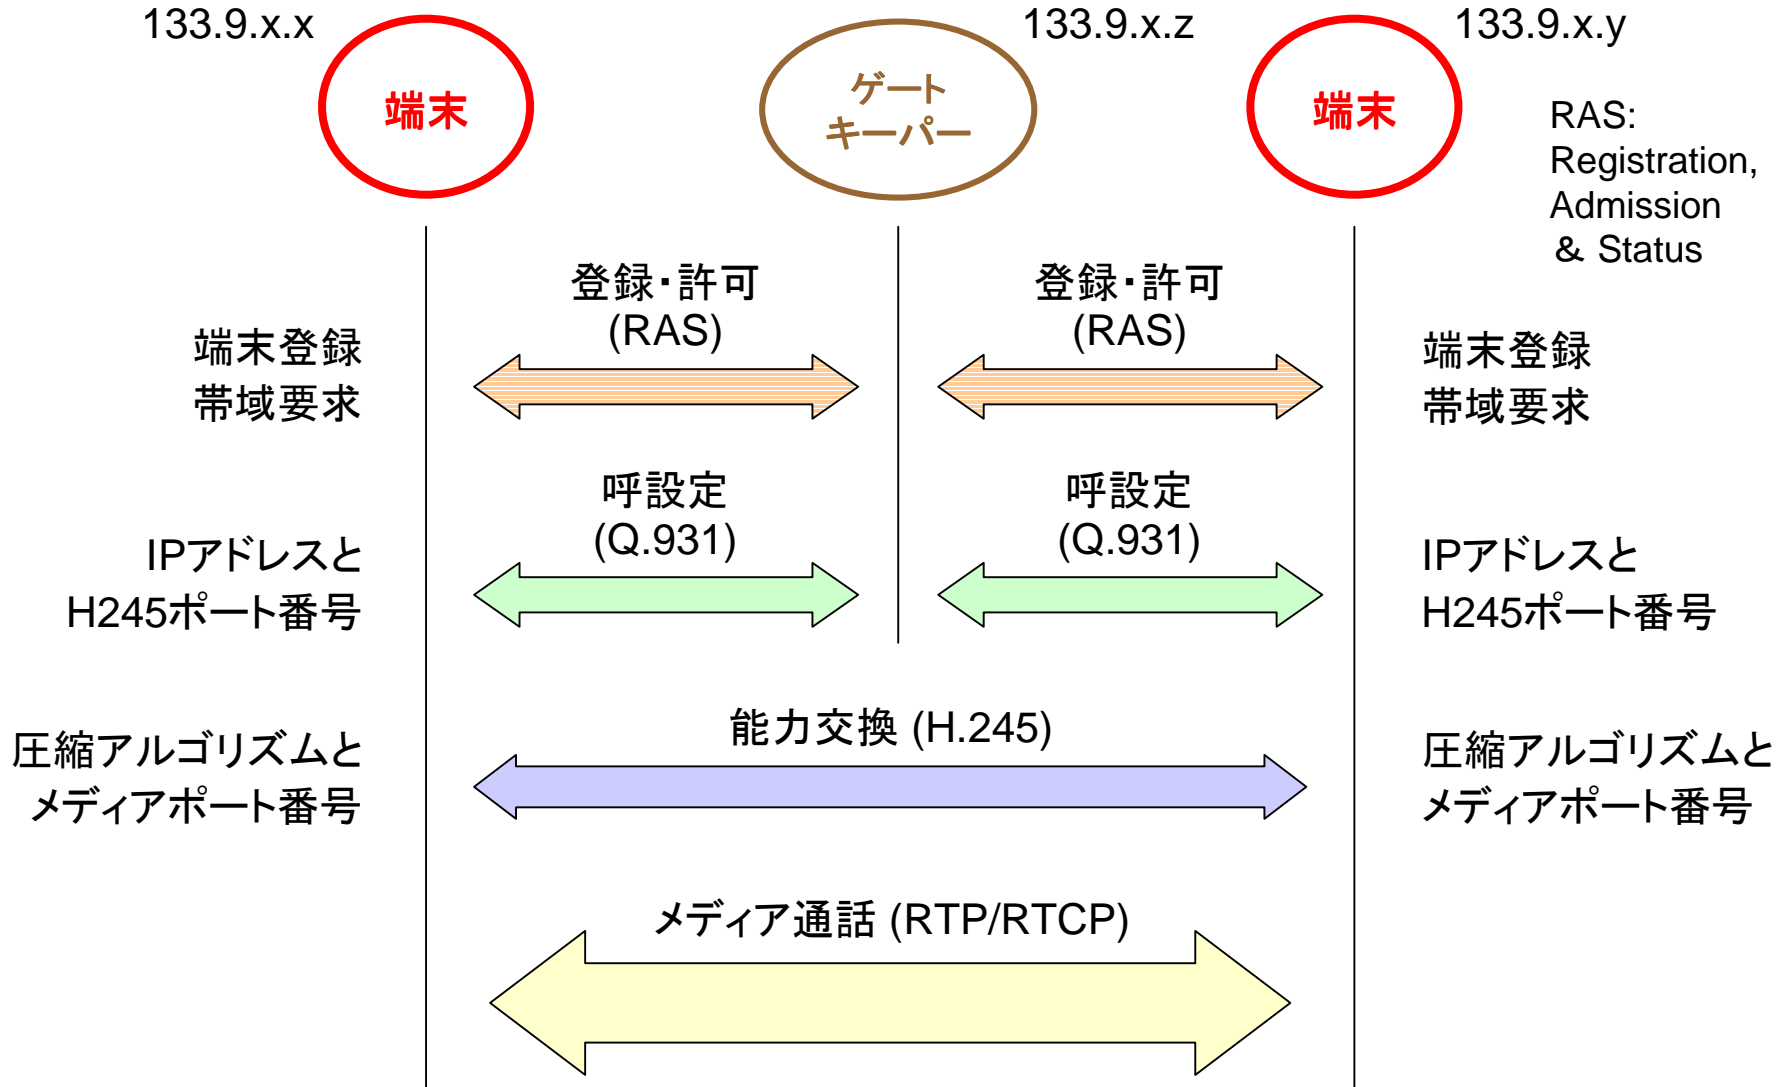 133.9.x.x
133.9.x.z
133.9.x.y
端末
ゲート
キーパー
端末
RAS:
Registration,
Admission
& Status
登録・許可
(RAS)
登録・許可
(RAS)
端末登録
帯域要求
端末登録
帯域要求
呼設定
(Q.931)
呼設定
(Q.931)
IPアドレスと
H245ポート番号
IPアドレスと
H245ポート番号
能力交換 (H.245)
圧縮アルゴリズムと
メディアポート番号
圧縮アルゴリズムと
メディアポート番号
メディア通話 (RTP/RTCP)